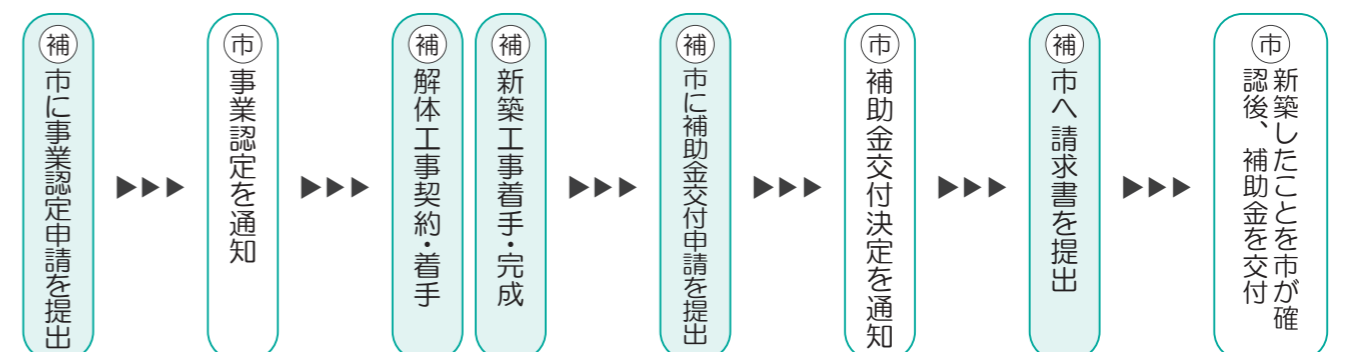 補 市に事業認定申請を提出
▶▶▶
市 事業認定を通知
▶▶▶
補 解体工事契約・着手
補 新築工事着手・完成
▶▶▶
補 市に補助金交付申請を提出
▶▶▶
市 補助金交付決定を通知
▶▶▶
補 市へ請求書を提出
▶▶▶
市 新築したことを市が確
認後、補助金を交付